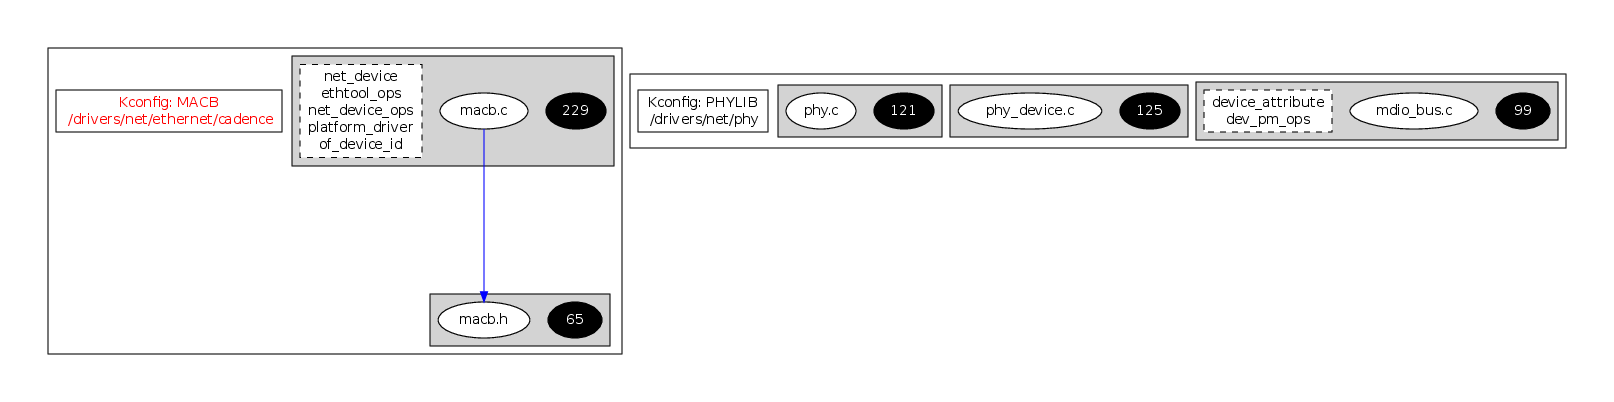 Kconfig: MACB
/drivers/net/ethernet/cadence
net_device
ethtool_ops
net_device_ops
platform_driver
of_device_id
macb.c
229
macb.h
65
Kconfig: PHYLIB
/drivers/net/phy
phy.c
121
phy_device.c
125
device_attribute
dev_pm_ops
mdio_bus.c
99